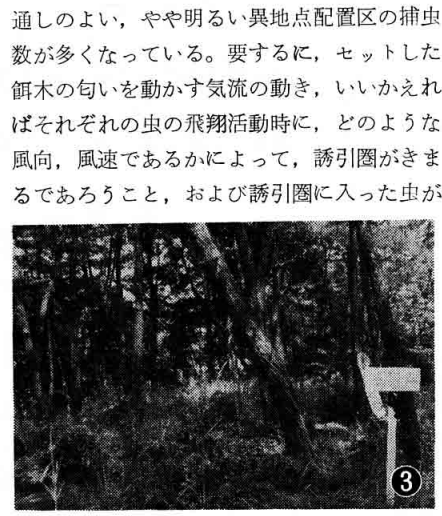 通しのよい，やや明るい異地点配置区の捕虫
数が多くなっている。要するに，セットした
餌木の匂いを動かす気流の動き，いいかえれ
ばそれぞれの虫の飛翔活動時に，どのような
風向，風速であるかによって，誘引圏がきま
るであろうこと，および誘引圏に入った虫が
3